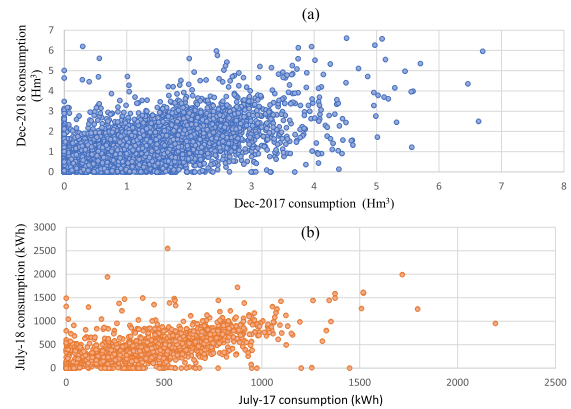 (a)
Dec-2018 consumption
(Hm³)
7
6
5
4
3
2
1
0
0 1 2 3 4 5 6 7 8
Dec-2017 consumption (Hm³)
(b)
July-18 consumption (kWh)
3000
2500
2000
1500
1000
500
0
0 500 1000 1500 2000 2500
July-17 consumption (kWh)